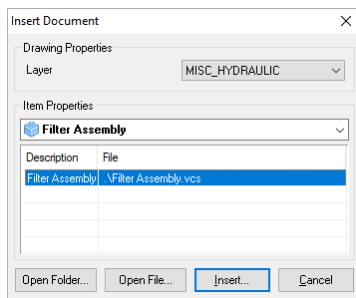 Insert Document
Drawing Properties
Layer MISC_HYDRAULIC
Item Properties
Filter Assembly
Description File
Filter Assembly .\Filter Assembly.vcs
Open Folder... Open File... Insert... Cancel